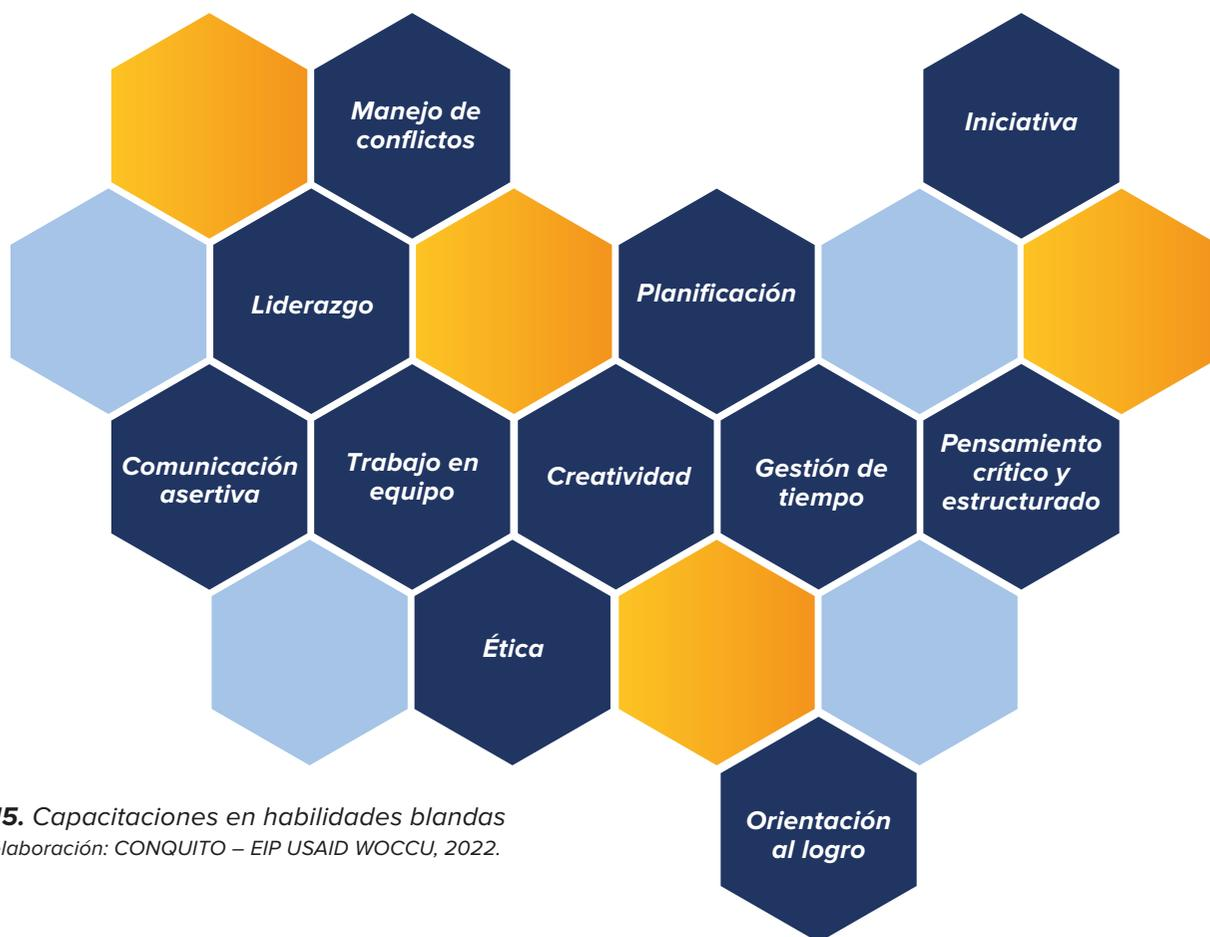 Manejo de
conflictos
Iniciativa
Liderazgo
Planificación
Comunicación
asertiva
Trabajo en
equipo
Creatividad
Gestión de
tiempo
Pensamiento
crítico y
estructurado
Ética
Orientación
al logro
5. Capacitaciones en habilidades blandas
laboración: CONQUITO – EIP USAID WOCCU, 2022.